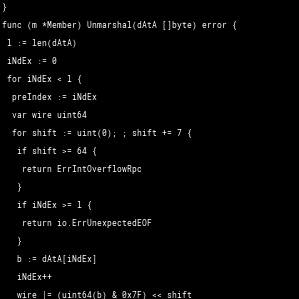 }
func (m *Member) Unmarshal(dAtA []byte) error {
l := len(dAtA)
iNdEx := 0
for iNdEx < l {
preIndex := iNdEx
var wire uint64
for shift := uint(0); ; shift += 7 {
if shift >= 64 {
return ErrIntOverflowRpc
}
if iNdEx >= l {
return io.ErrUnexpectedEOF
}
b := dAtA[iNdEx]
iNdEx++
wire |= (uint64(b) & 0x7F) << shift